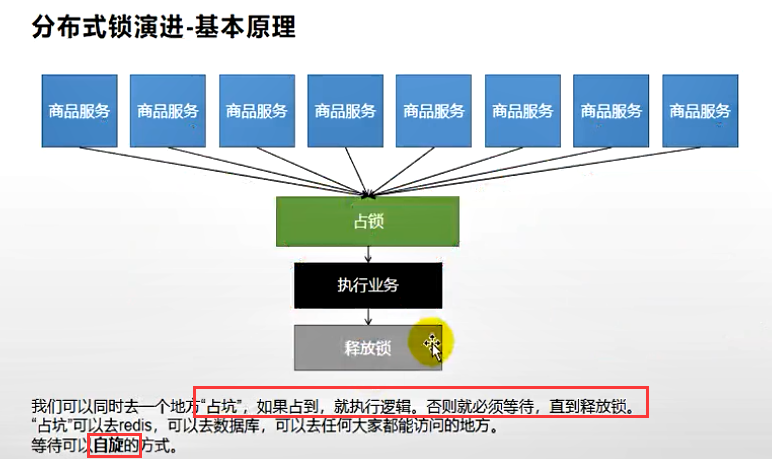 分布式锁演进-基本原理
商品服务 商品服务 商品服务 商品服务 商品服务 商品服务 商品服务 商品服务
占锁
执行业务
释放锁
我们可以同时去一个地方“占坑”，如果占到，就执行逻辑。否则就必须等待，直到释放锁。
“占坑”可以去redis，可以去数据库，可以去任何大家都能访问的地方。
等待可以自旋的方式。